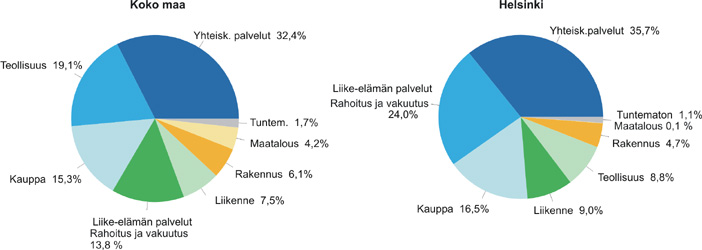 Koko maa
Yhteisk. palvelut 32,4%
Teollisuus
19,1%
Tuntem. 1,7%
Maatalous 4,2%
Rakennus 6,1%
Liikenne 7,5%
Kauppa 15,3%
Liike-elämän palvelut
Rahoitus ja vakuutus
13,8 %
Helsinki
Yhteisk.palvelut 35,7%
Liike-elämän palvelut
Rahoitus ja vakuutus
24,0%
Tuntematon 1,1%
Maatalous 0,1 %
Rakennus 4,7%
Teollisuus 8,8%
Kauppa 16,5%
Liikenne 9,0%